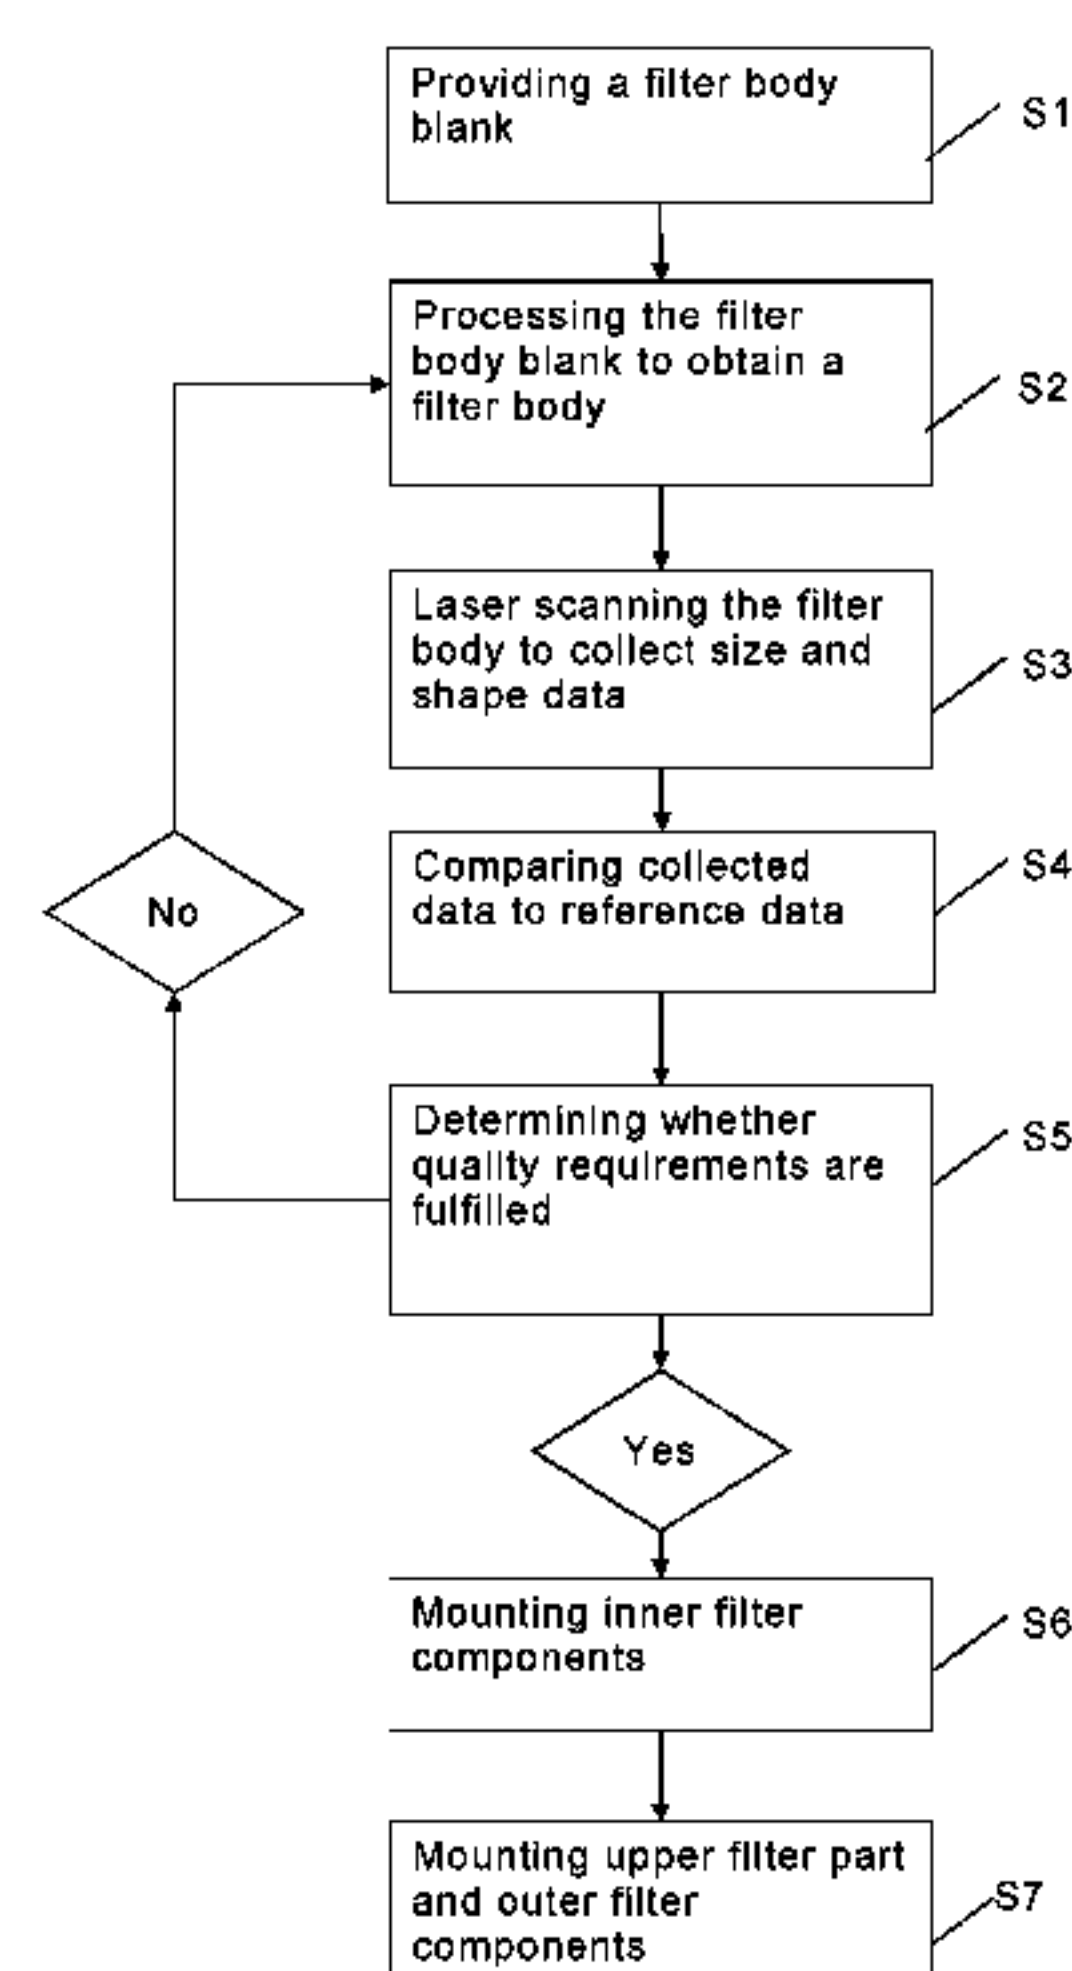 Providing a filter body
blank
S1
Processing the filter
body blank to obtain a
filter body
S2
Laser scanning the filter
body to collect size and
shape data
S3
Comparing collected
data to reference data
S4
No
Determining whether
quality requirements are
fulfilled
S5
Yes
Mounting inner filter
components
S6
Mounting upper filter part
and outer filter
components
S7